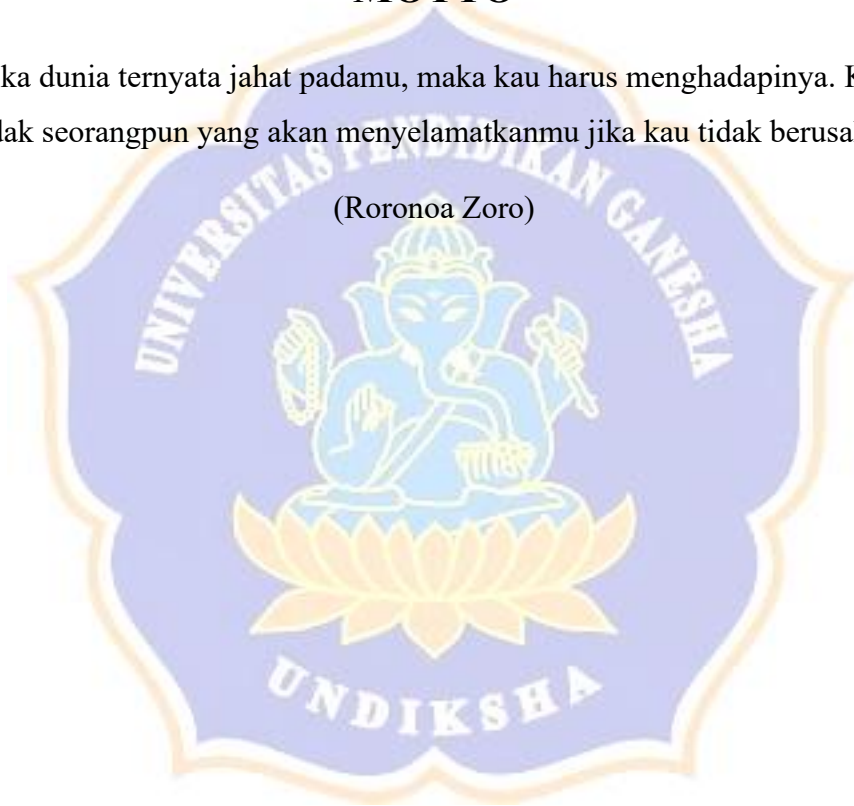 MOTTO
ka dunia ternyata jahat padamu, maka kau harus menghadapinya. K
dak seorangpun yang akan menyelamatkanmu jika kau tidak berusa
(Roronoa Zoro)
UNIVERSITAS PENDIDIKAN GANESHA
UNDIKSHA